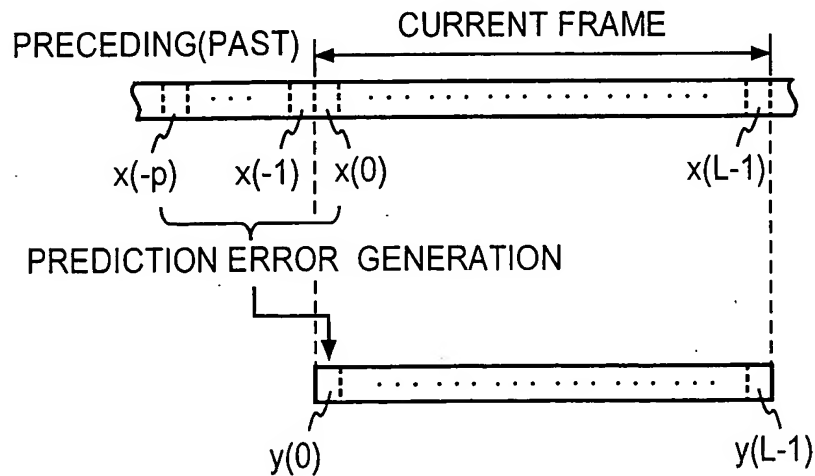 PRECEDING(PAST)
CURRENT FRAME
x(-p)
x(-1)
x(0)
x(L-1)
PREDICTION ERROR GENERATION
y(0)
y(L-1)